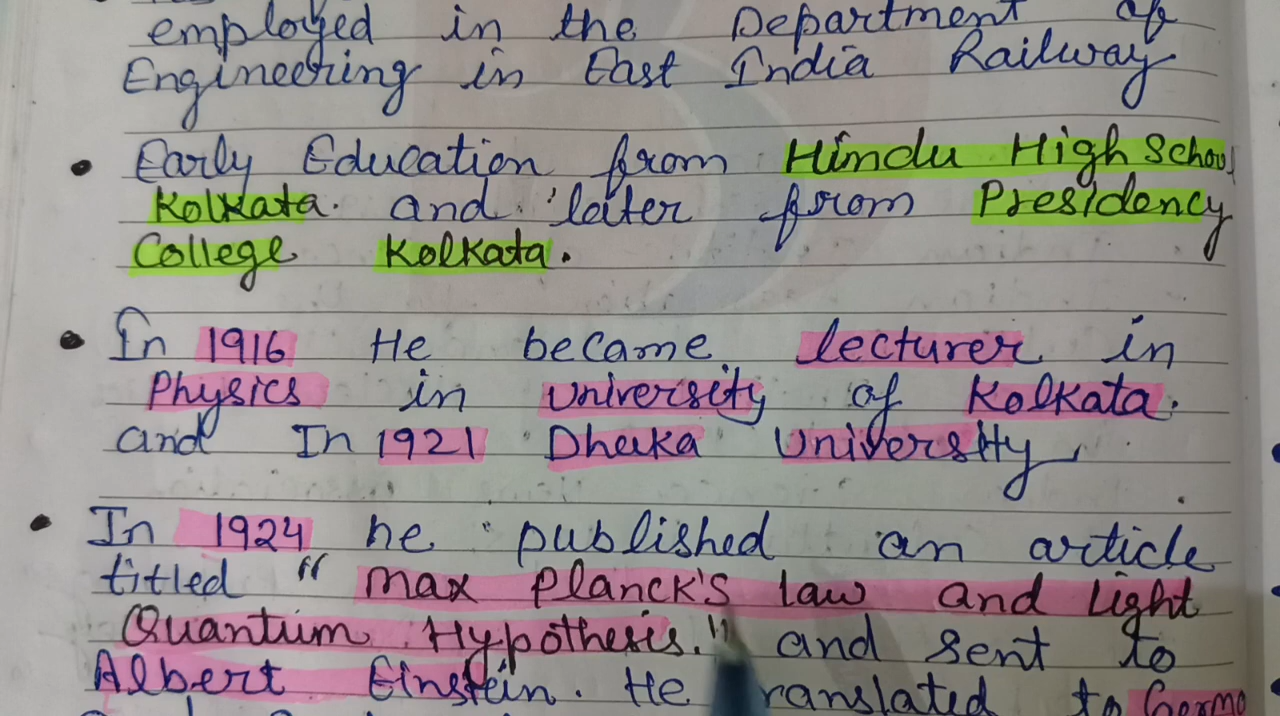 employed in the Department of
Engineering in East India Railway
• Early Education from Hindu High School
Kolkata. and later from Presidency
College Kolkata.
• In 1916 He became lecturer in
Physics in University of Kolkata.
and In 1921 Dhaka University
• In 1924 he published an article
titled "Max Planck's law and Light
Quantum Hypothesis." and sent to
Albert Einstein. He translated to